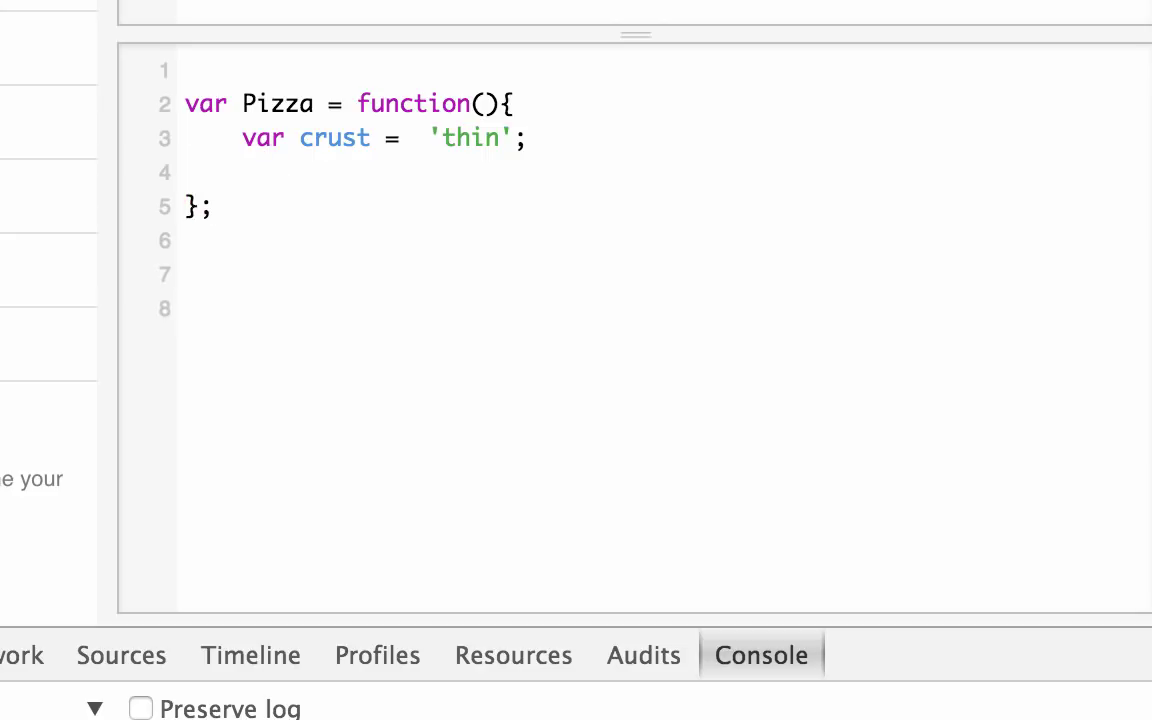 1
2 var Pizza = function(){
3 var crust =  'thin';
4
5 };
6
7
8
e your
work Sources Timeline Profiles Resources Audits Console
▼ Preserve log